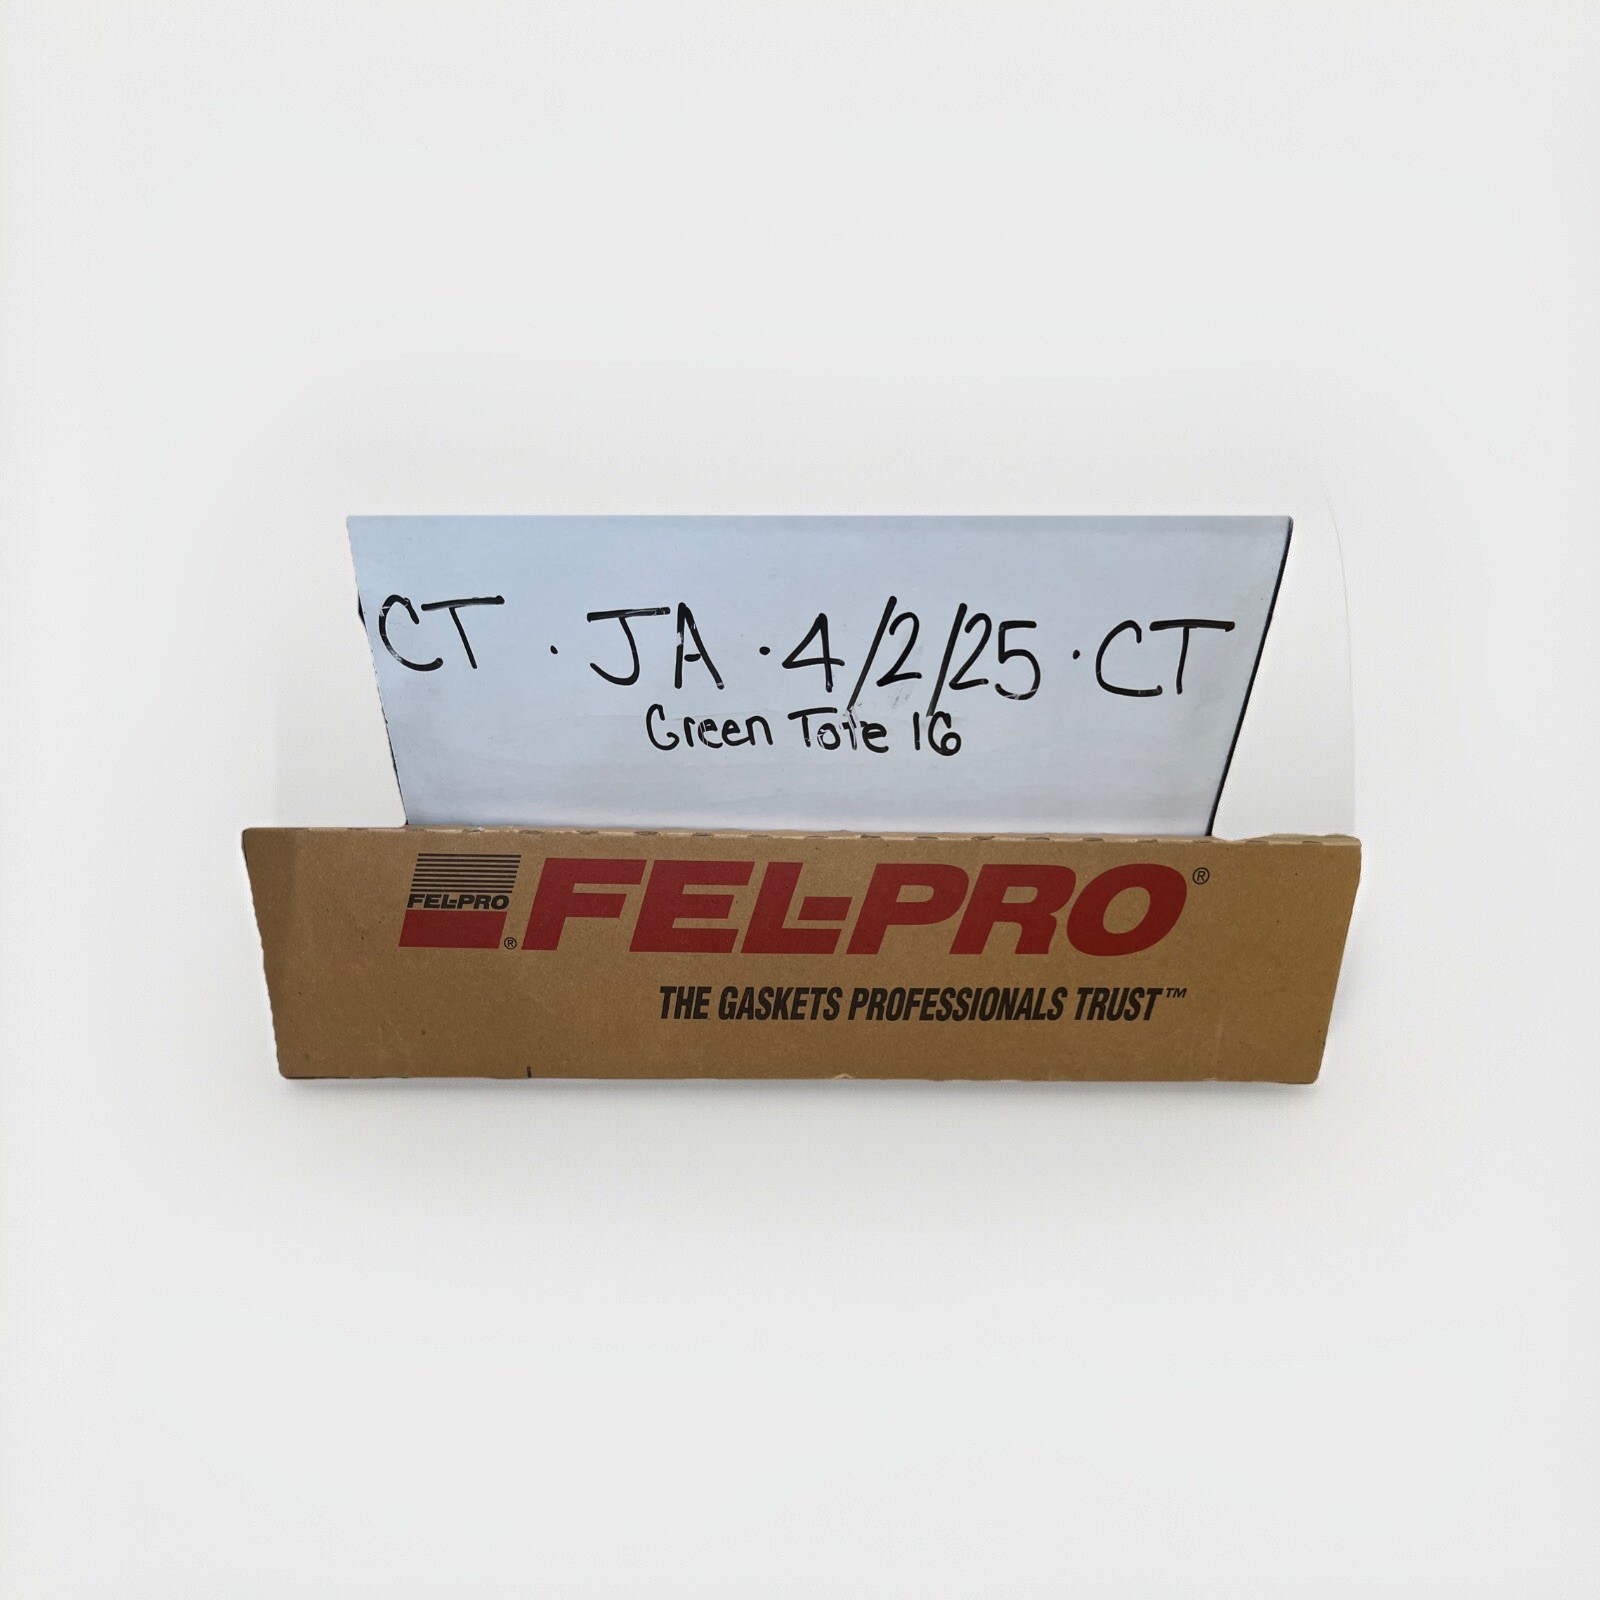 CT . JA . 4/2/25 . CT
Green Tote 16
FEL-PRO®
FEL-PRO®
THE GASKETS PROFESSIONALS TRUST™